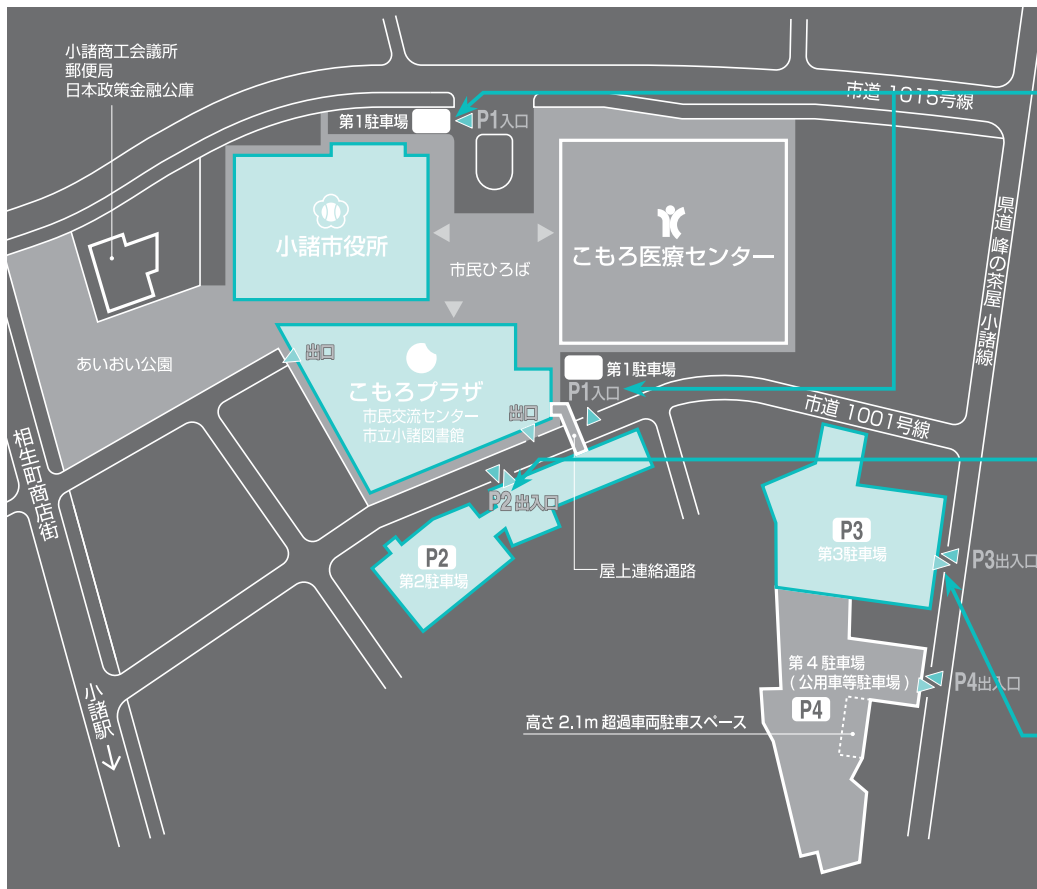 小諸商工会議所
郵便局
日本政策金融公庫
市道 1015号線
第1駐車場
P1入口
小諸市役所
こもろ医療センター
市民ひろば
県道 峰の茶屋 小諸線
あいおい公園
出口
こもろプラザ
市民交流センター
市立小諸図書館
出口
第1駐車場
P1入口
市道 1001号線
相生町商店街
P2出入口
P2
第2駐車場
屋上連絡通路
P3
第3駐車場
P3出入口
第4駐車場
(公用車等駐車場)
P4
P4出入口
高さ2.1m超過車両駐車スペース
小諸駅